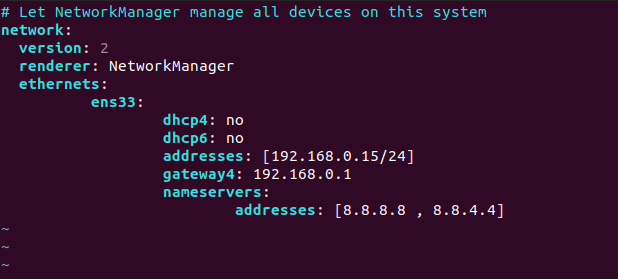 # Let NetworkManager manage all devices on this system
network:
  version: 2
  renderer: NetworkManager
  ethernets:
          ens33:
                  dhcp4: no
                  dhcp6: no
                  addresses: [192.168.0.15/24]
                  gateway4: 192.168.0.1
                  nameservers:
                          addresses: [8.8.8.8 , 8.8.4.4]
~
~
~